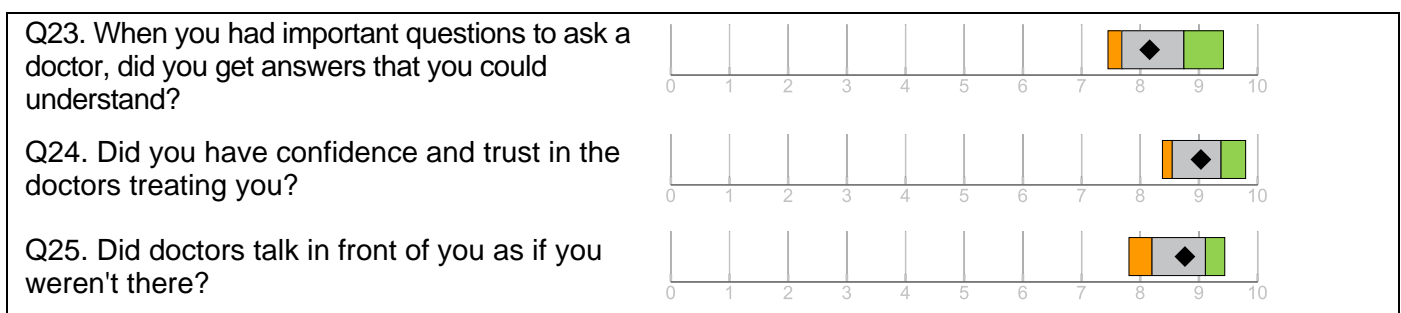 Q23. When you had important questions to ask a
doctor, did you get answers that you could
understand?
0 1 2 3 4 5 6 7 8 9 10
Q24. Did you have confidence and trust in the
doctors treating you?
0 1 2 3 4 5 6 7 8 9 10
Q25. Did doctors talk in front of you as if you
weren't there?
0 1 2 3 4 5 6 7 8 9 10